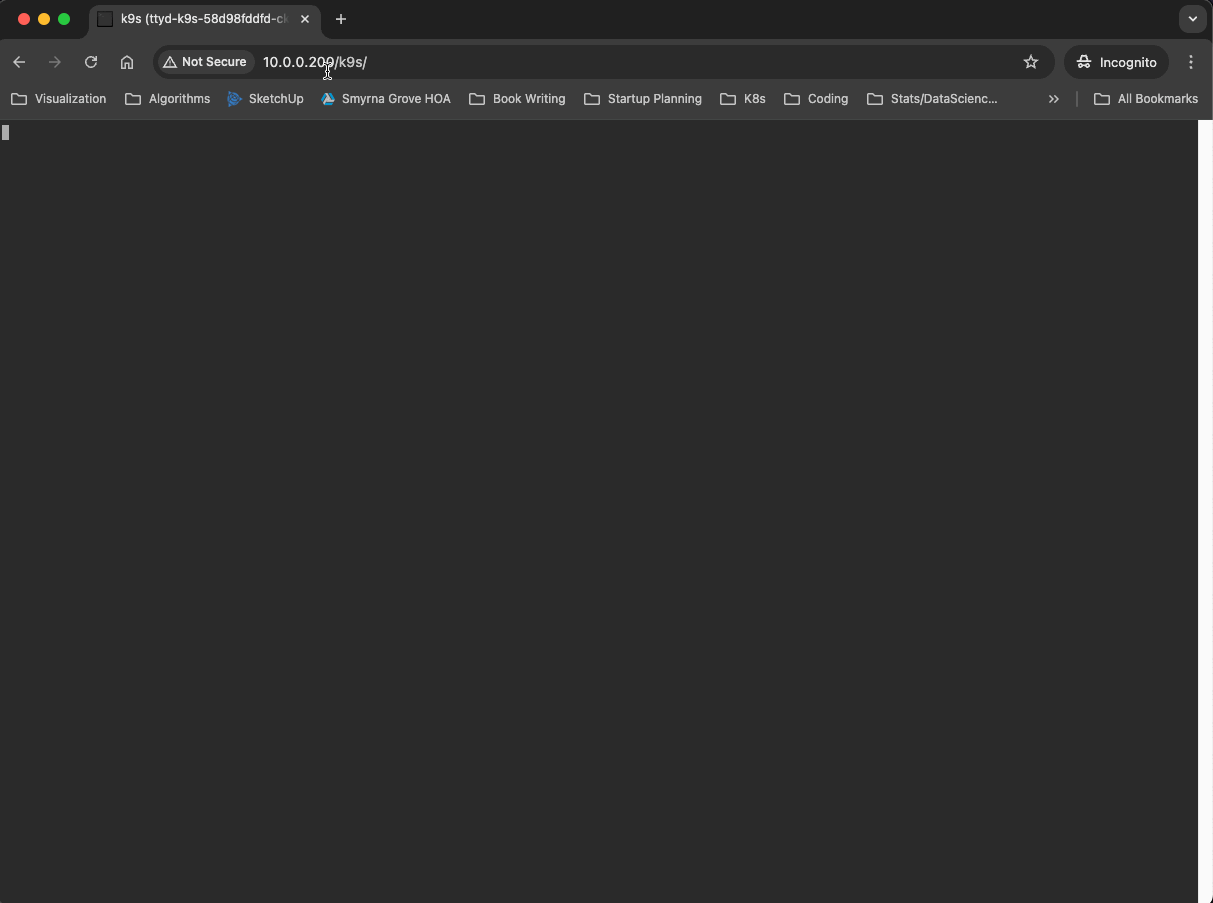 k9s (ttyd-k9s-58d98fddfd-ck
Not Secure 10.0.0.209/k9s/ Incognito
Visualization Algorithms SketchUp Smyrna Grove HOA Book Writing Startup Planning K8s Coding Stats/DataScienc... All Bookmarks